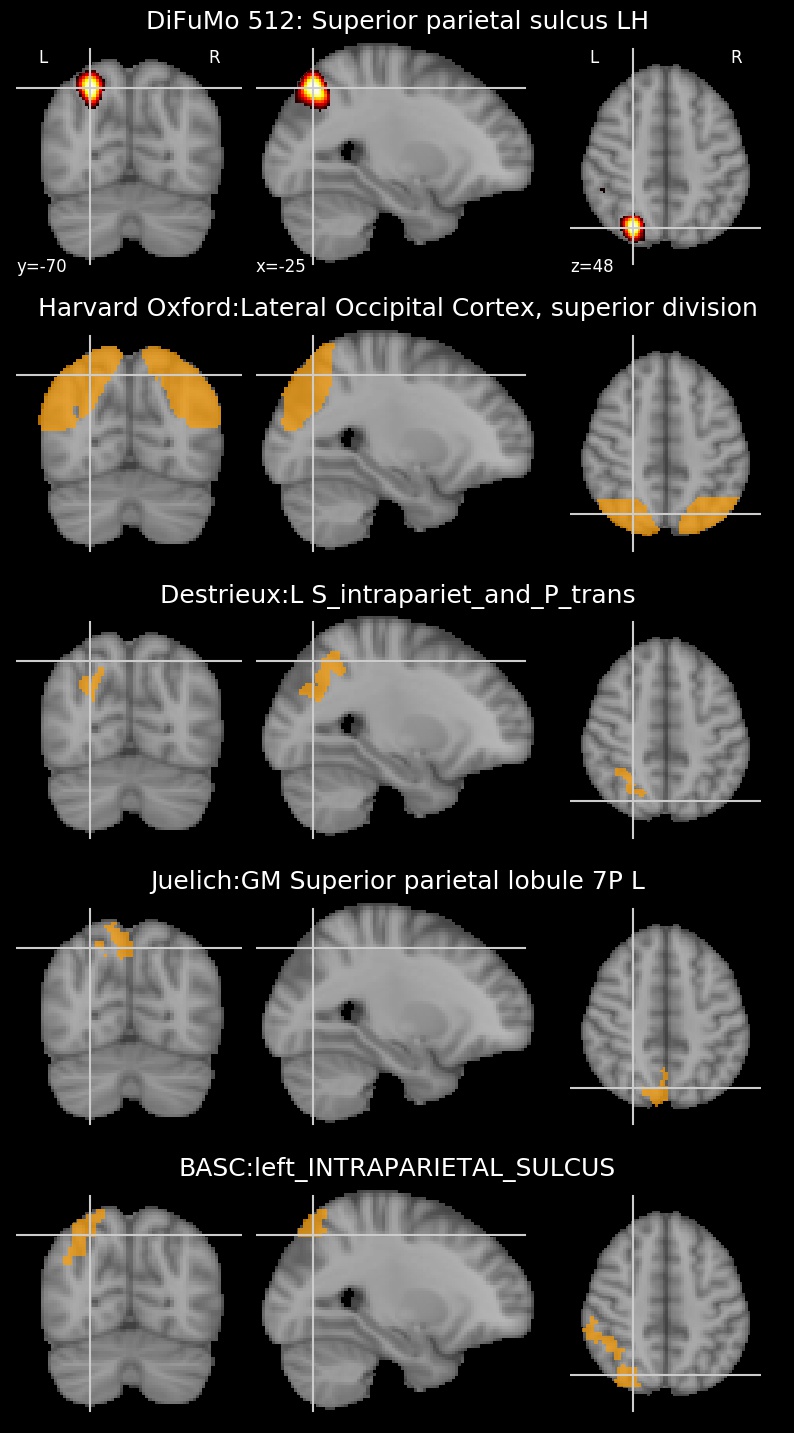 DiFuMo 512: Superior parietal sulcus LH
L R L R
y=-70 x=-25 z=48
Harvard Oxford:Lateral Occipital Cortex, superior division
Destrieux:L S_intrapariet_and_P_trans
Juelich:GM Superior parietal lobule 7P L
BASC:left_INTRAPARIETAL_SULCUS